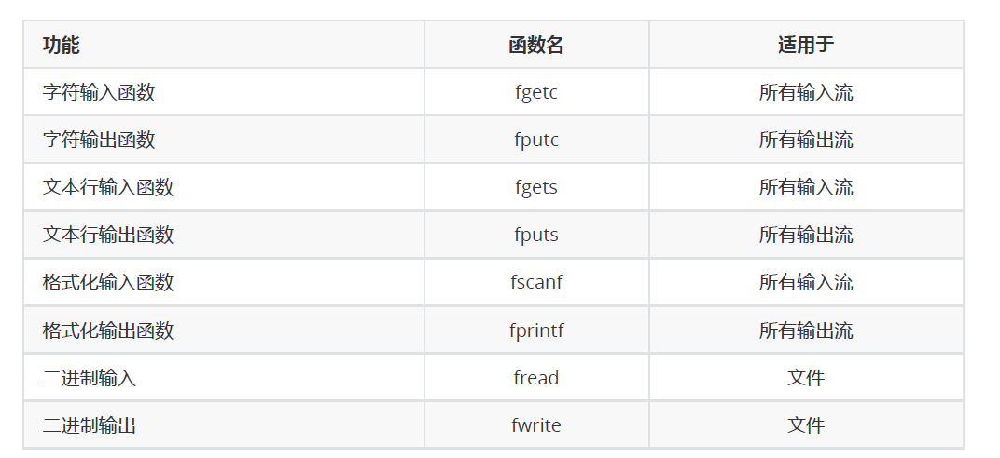 功能 函数名 适用于
字符输入函数 fgetc 所有输入流
字符输出函数 fputc 所有输出流
文本行输入函数 fgets 所有输入流
文本行输出函数 fputs 所有输出流
格式化输入函数 fscanf 所有输入流
格式化输出函数 fprintf 所有输出流
二进制输入 fread 文件
二进制输出 fwrite 文件